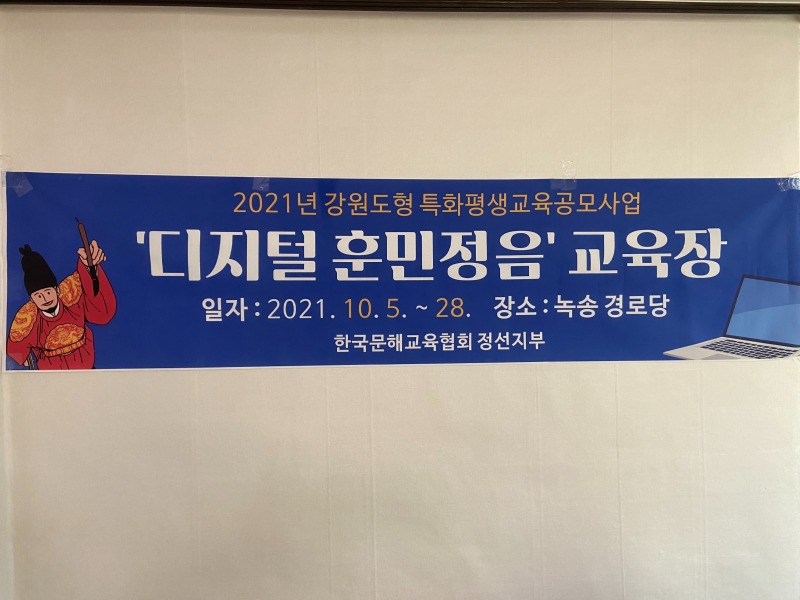 2021년 강원도형 특화평생교육공모사업
'디지털 훈민정음' 교육장
일자 : 2021. 10. 5. ~ 28. 장소 : 녹송 경로당
한국문해교육협회 정선지부